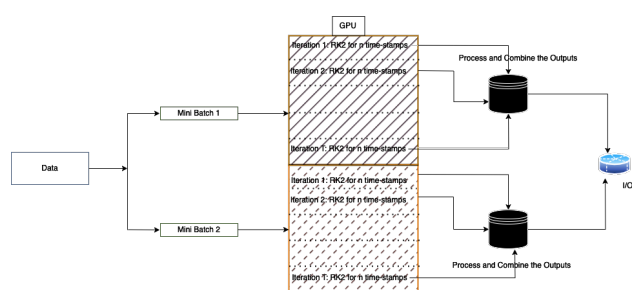 GPU
Iteration 1: RK2 for n time-stamps
Process and Combine the Outputs
Iteration 2: RK2 for n time-stamps
Mini Batch 1
Iteration T: RK2 for n time-stamps
Data
Iteration 1: RK2 for n time-stamps
I/O
Iteration 2: RK2 for n time-stamps
Mini Batch 2
Process and Combine the Outputs
Iteration T: RK2 for n time-stamps